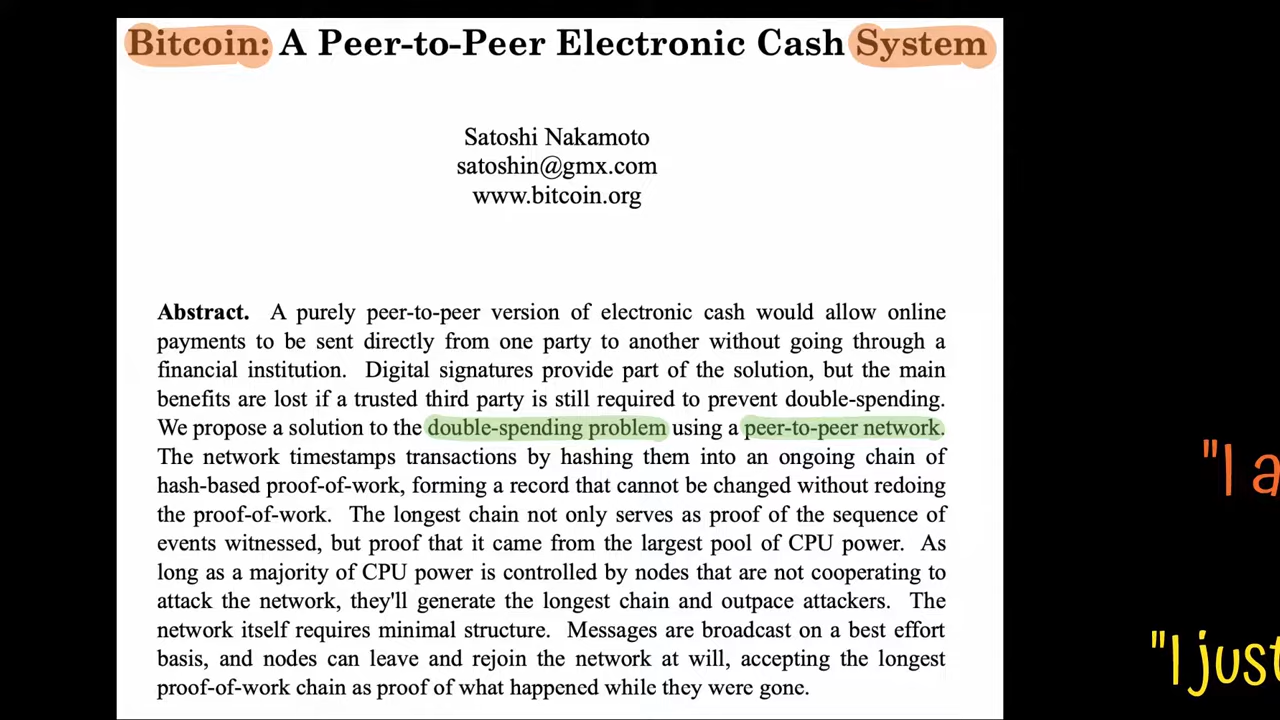 Bitcoin: A Peer-to-Peer Electronic Cash System
Satoshi Nakamoto
satoshin@gmx.com
www.bitcoin.org
Abstract. A purely peer-to-peer version of electronic cash would allow online
payments to be sent directly from one party to another without going through a
financial institution. Digital signatures provide part of the solution, but the main
benefits are lost if a trusted third party is still required to prevent double-spending.
We propose a solution to the double-spending problem using a peer-to-peer network.
The network timestamps transactions by hashing them into an ongoing chain of
hash-based proof-of-work, forming a record that cannot be changed without redoing
the proof-of-work. The longest chain not only serves as proof of the sequence of
events witnessed, but proof that it came from the largest pool of CPU power. As
long as a majority of CPU power is controlled by nodes that are not cooperating to
attack the network, they'll generate the longest chain and outpace attackers. The
network itself requires minimal structure. Messages are broadcast on a best effort
basis, and nodes can leave and rejoin the network at will, accepting the longest
proof-of-work chain as proof of what happened while they were gone.
"I a
"I just